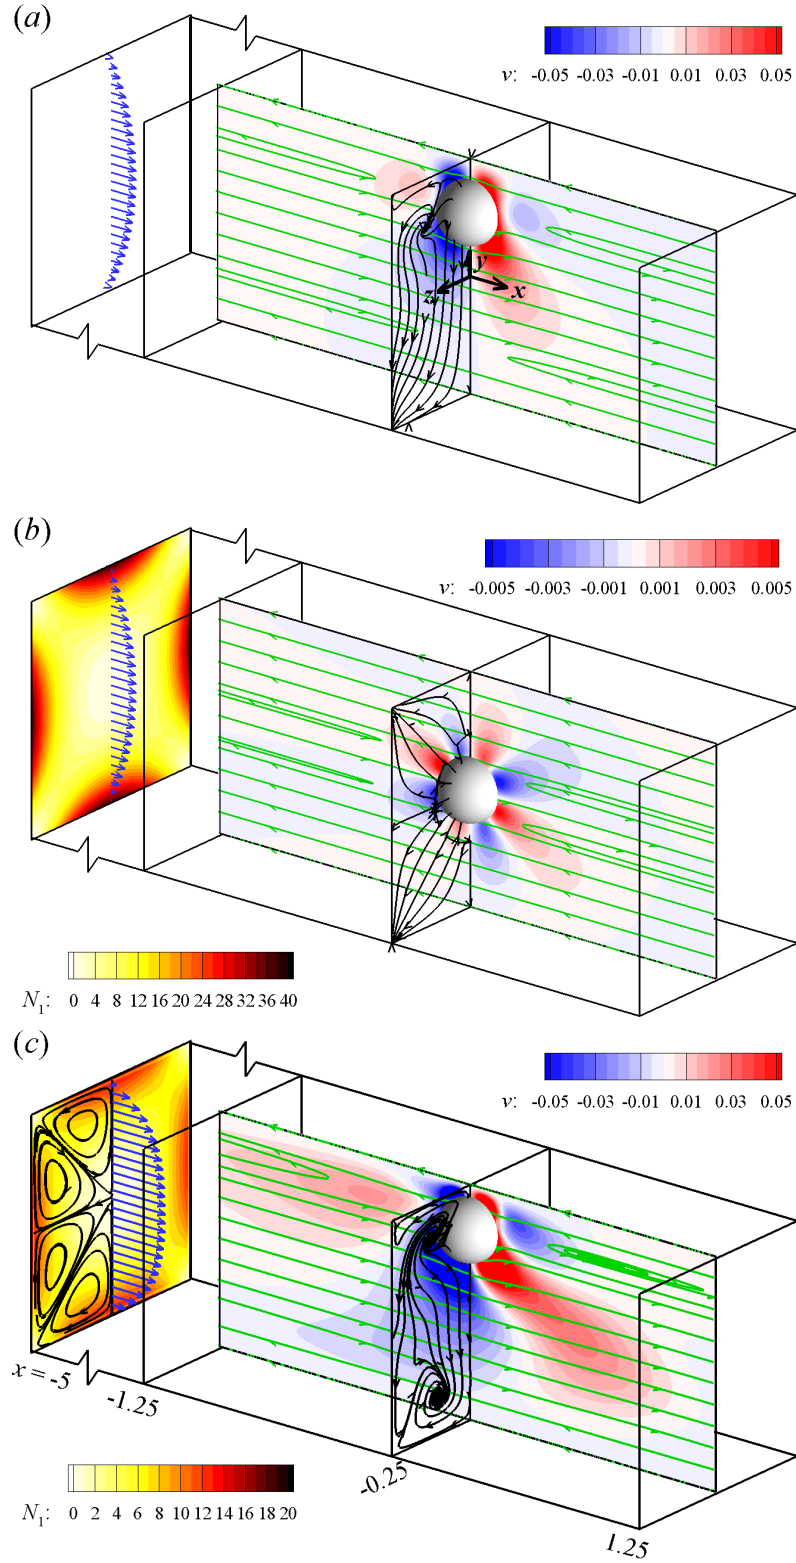 (a)
v: -0.05 -0.03 -0.01 0.01 0.03 0.05
y
z
x
(b)
v: -0.005 -0.003 -0.001 0.001 0.003 0.005
N1: 0 4 8 12 16 20 24 28 32 36 40
(c)
v: -0.05 -0.03 -0.01 0.01 0.03 0.05
x = -5
-1.25
-0.25
1.25
N1: 0 2 4 6 8 10 12 14 16 18 20